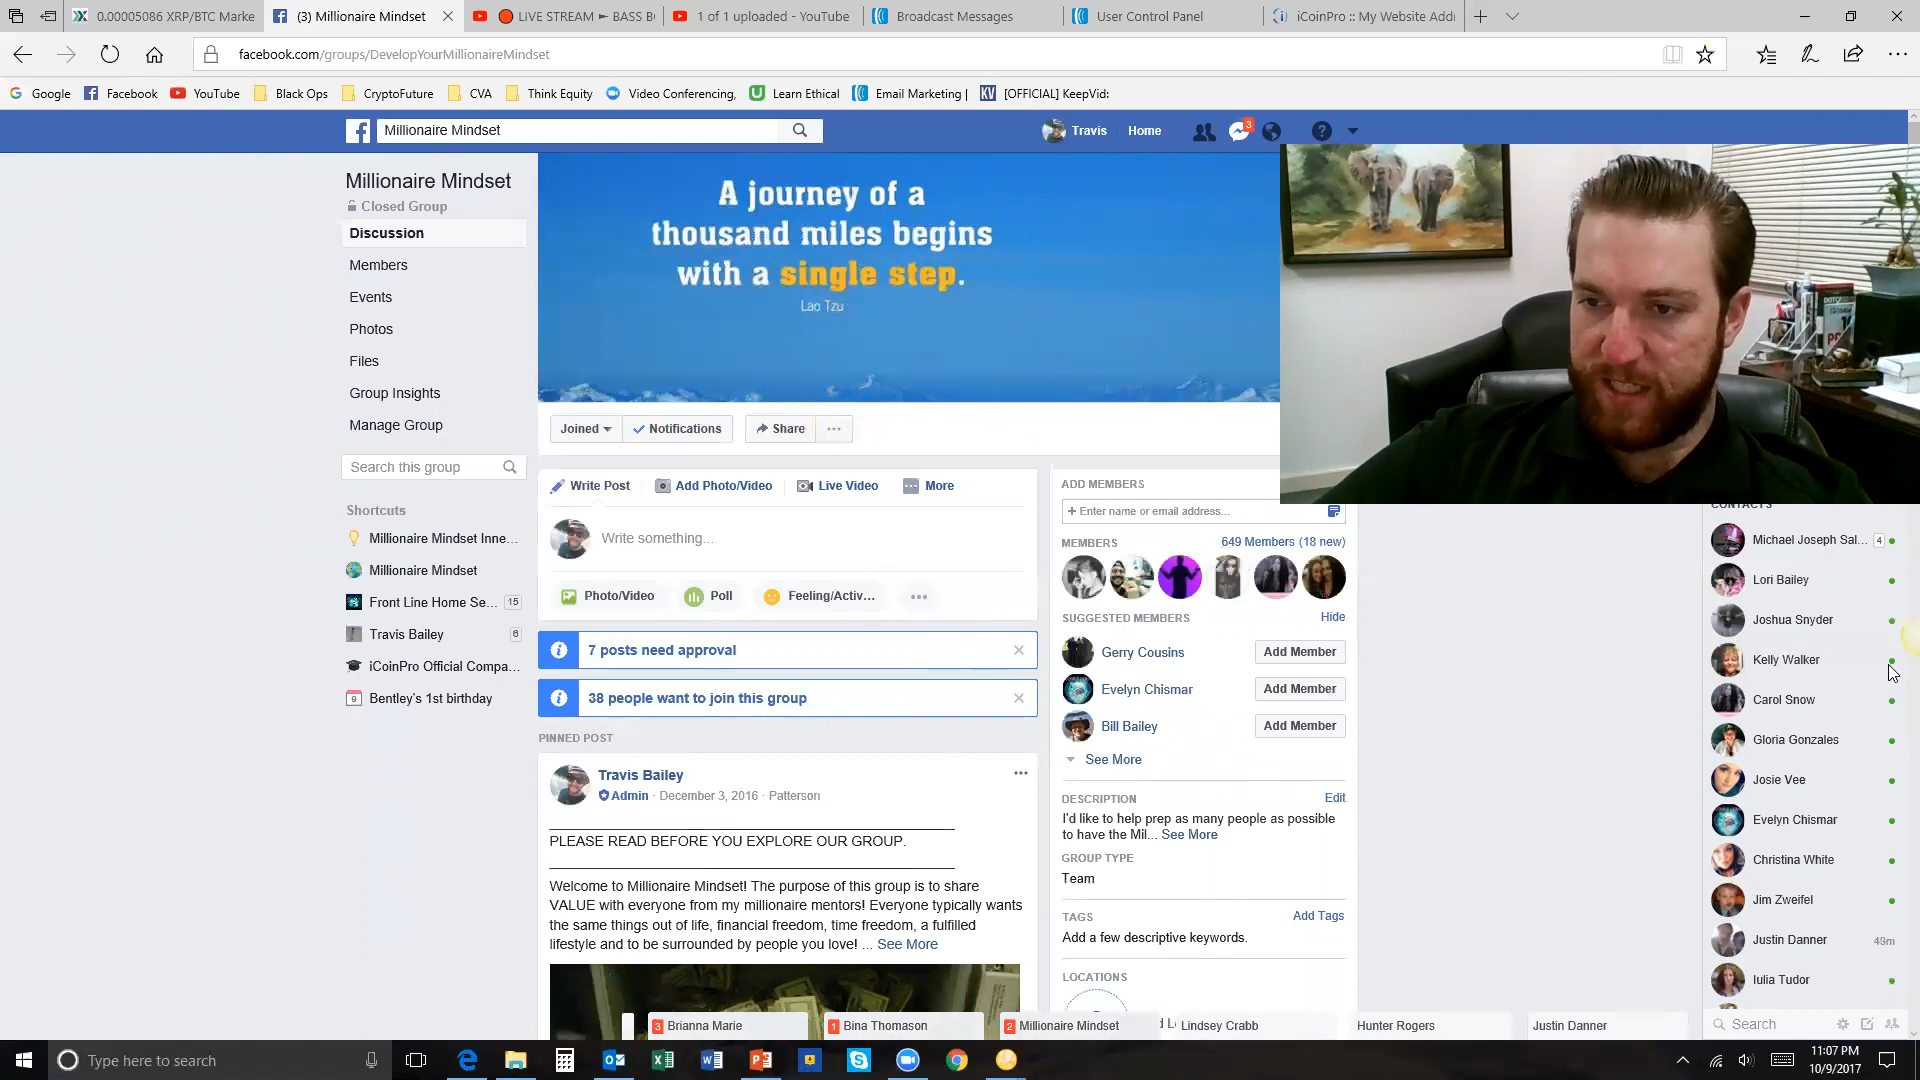 0.00005086 XRP/BTC Marke
(3) Millionaire Mindset
LiVE STREAM ► BASS BO
1 of 1 uploaded - YouTube
Broadcast Messages
User Control Panel
iCoinPro :: My Website Addr
facebook.com/groups/DevelopYourMillionaireMindset
Google
Facebook
YouTube
Black Ops
CryptoFuture
CVA
Think Equity
Video Conferencing,
Learn Ethical
Email Marketing |
KV
[OFFICIAL] KeepVid:
Millionaire Mindset
Travis
Home
3
Millionaire Mindset
Closed Group
Discussion
Members
Events
Photos
Files
Group Insights
Manage Group
Search this group
Shortcuts
Millionaire Mindset Inne...
Millionaire Mindset
Front Line Home Se... 15
Travis Bailey 6
iCoinPro Official Compa...
9 Bentley's 1st birthday
A journey of a
thousand miles begins
with a single step.
Lao Tzu
Joined
Notifications
Share
Write Post
Add Photo/Video
Live Video
More
Write something...
Photo/Video
Poll
Feeling/Activ...
7 posts need approval
38 people want to join this group
PINNED POST
Travis Bailey
Admin · December 3, 2016 · Patterson
PLEASE READ BEFORE YOU EXPLORE OUR GROUP.
Welcome to Millionaire Mindset! The purpose of this group is to share
VALUE with everyone from my millionaire mentors! Everyone typically wants
the same things out of life, financial freedom, time freedom, a fulfilled
lifestyle and to be surrounded by people you love! ... See More
ADD MEMBERS
+ Enter name or email address...
MEMBERS
649 Members (18 new)
SUGGESTED MEMBERS
Hide
Gerry Cousins
Add Member
Evelyn Chismar
Add Member
Bill Bailey
Add Member
See More
DESCRIPTION
Edit
I'd like to help prep as many people as possible
to have the Mil... See More
GROUP TYPE
Team
TAGS
Add Tags
Add a few descriptive keywords.
LOCATIONS
CONTACTS
Michael Joseph Sal... 4
Lori Bailey
Joshua Snyder
Kelly Walker
Carol Snow
Gloria Gonzales
Josie Vee
Evelyn Chismar
Christina White
Jim Zweifel
Justin Danner 49m
Iulia Tudor
Search
3 Brianna Marie
1 Bina Thomason
2 Millionaire Mindset
Lindsey Crabb
Hunter Rogers
Justin Danner
Type here to search
11:07 PM
10/9/2017